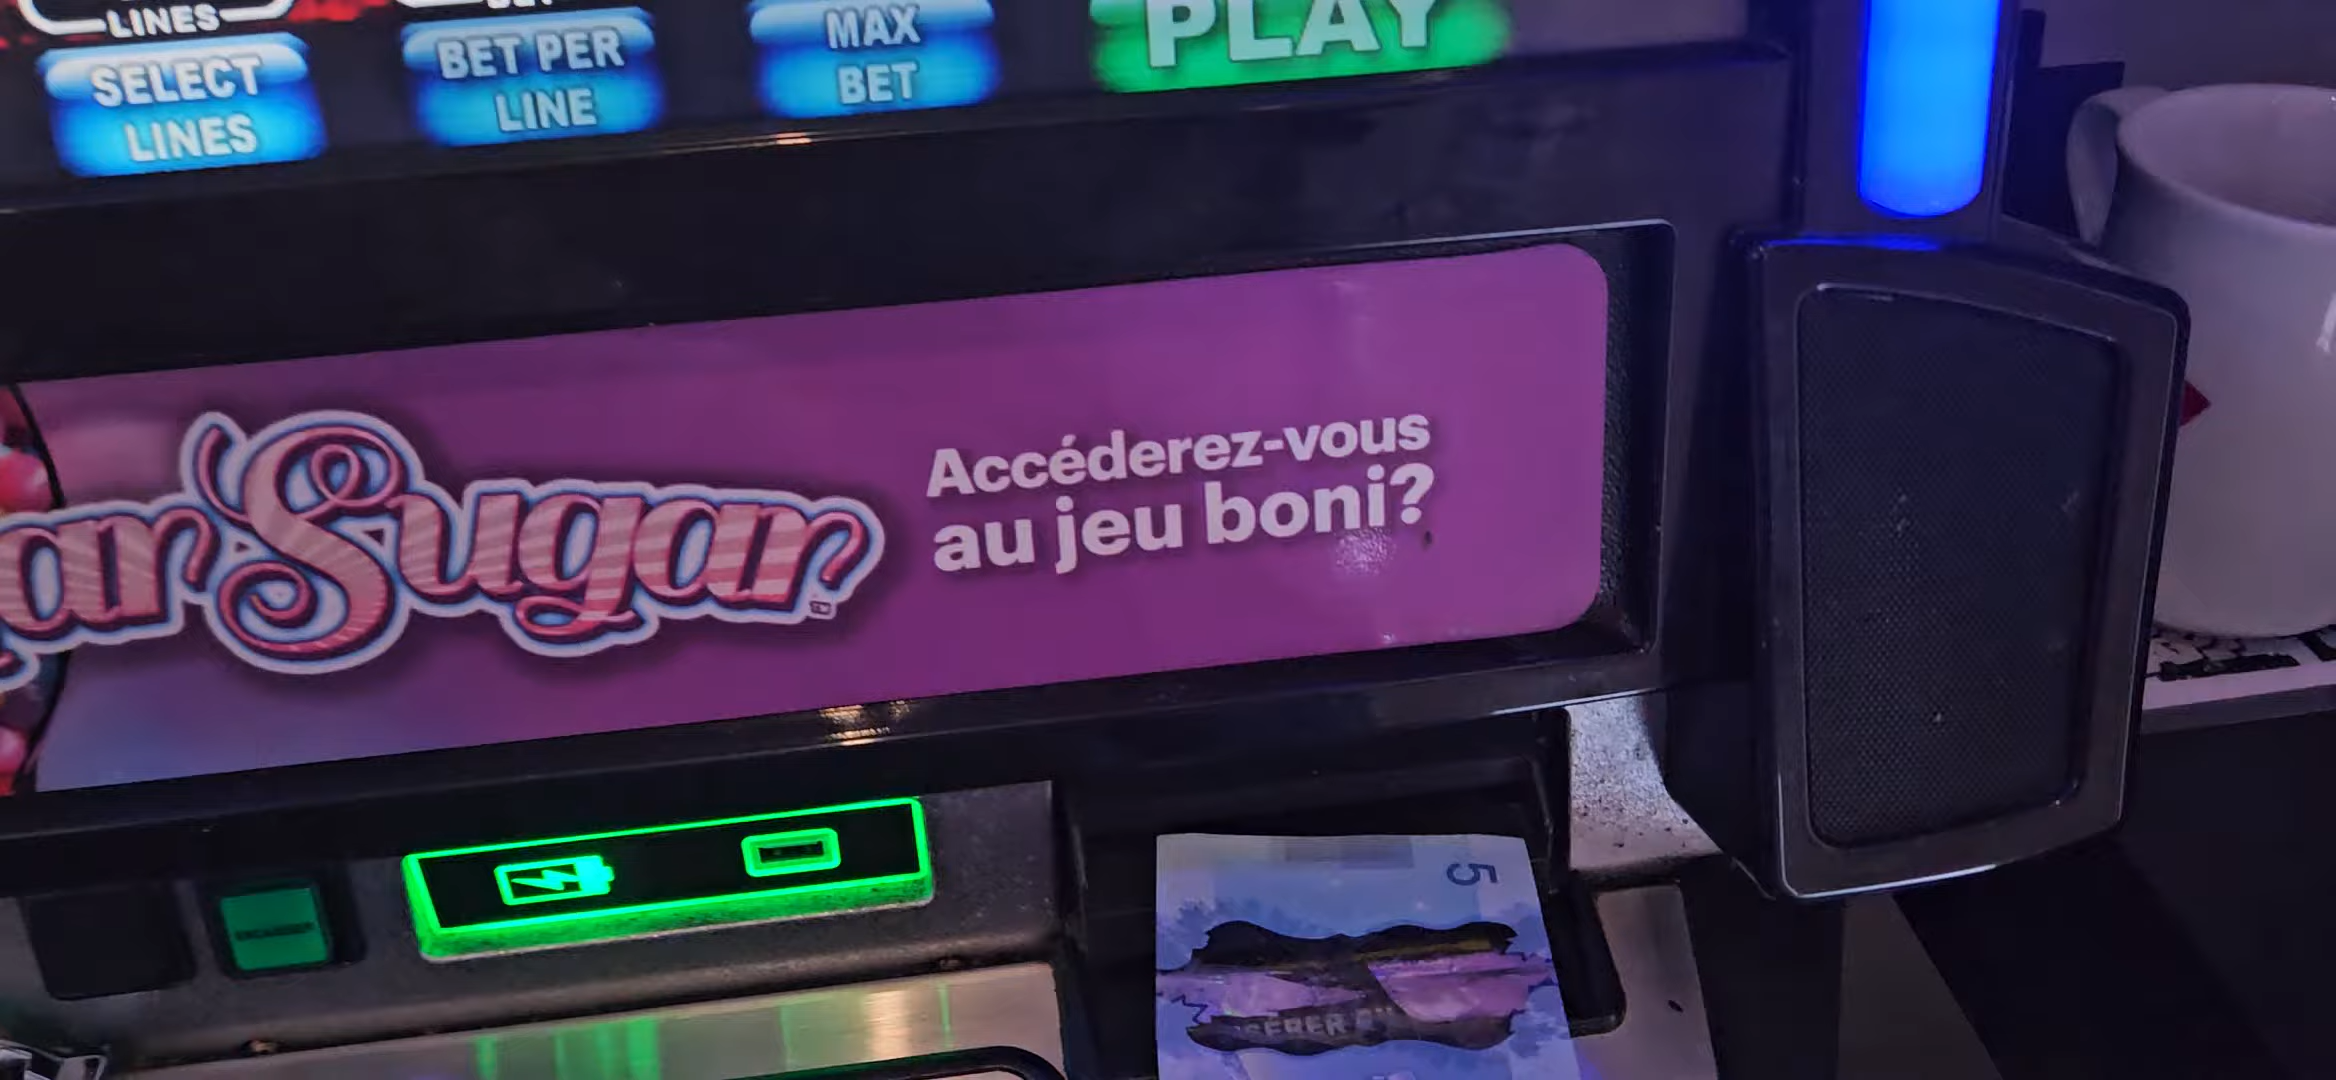 LINES
SELECT
LINES
BET PER
LINE
MAX
BET
PLAY
Sugar
Accéderez-vous
au jeu boni?
5